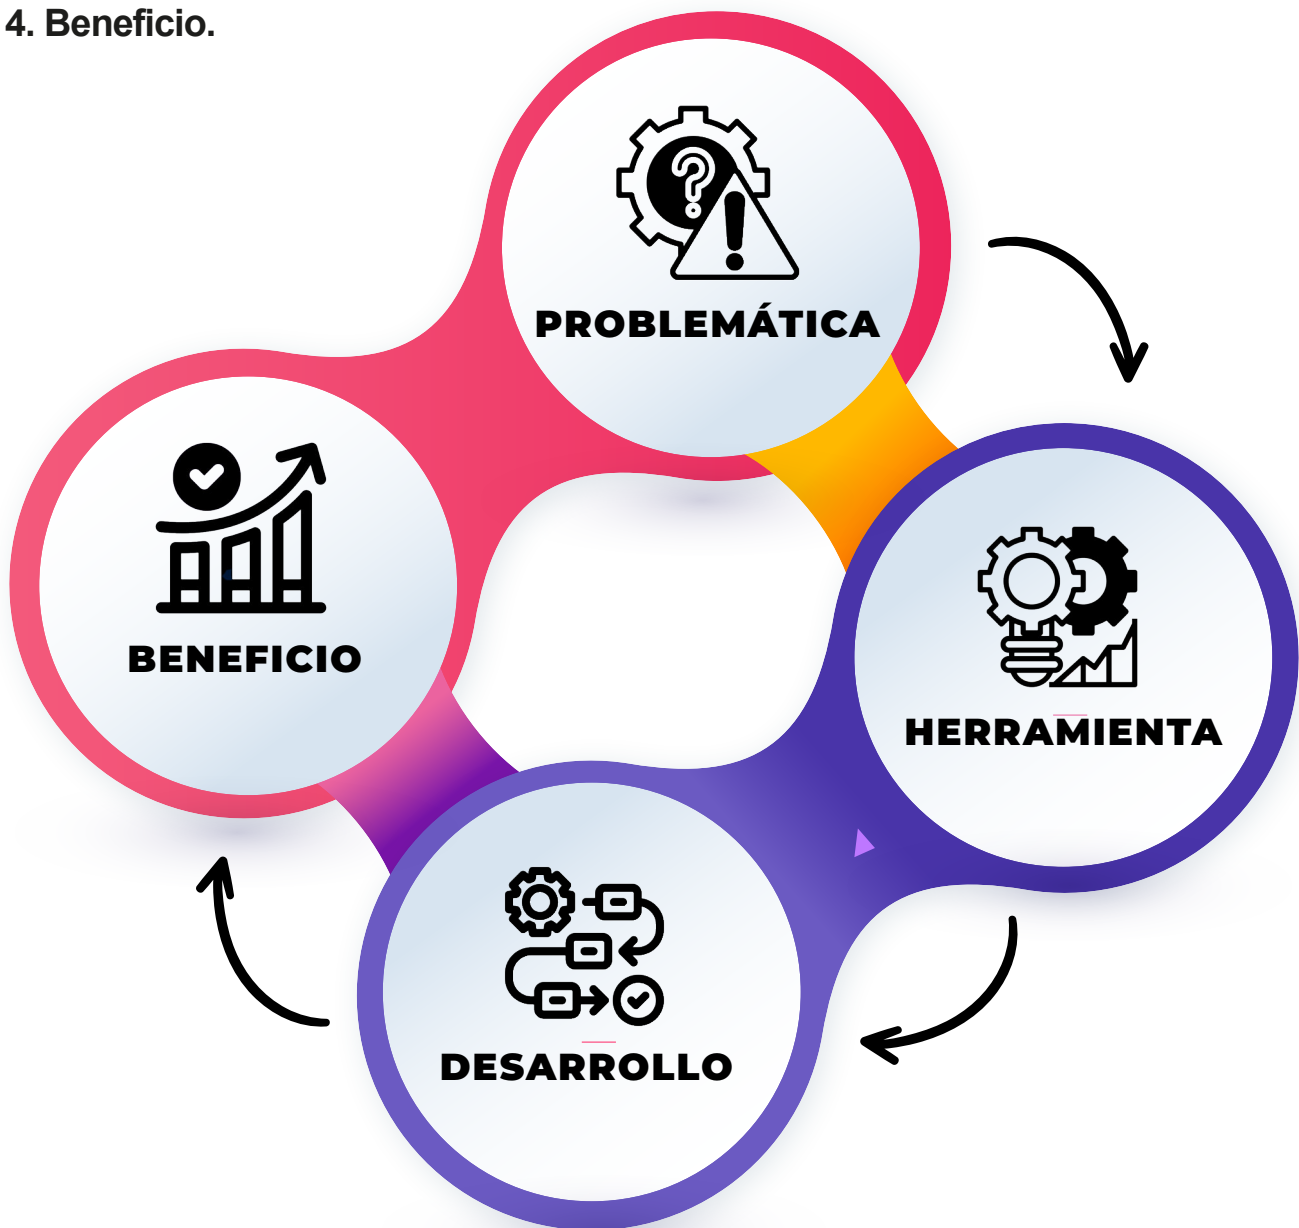 4. Beneficio.
PROBLEMÁTICA
BENEFICIO
HERRAMIENTA
DESARROLLO